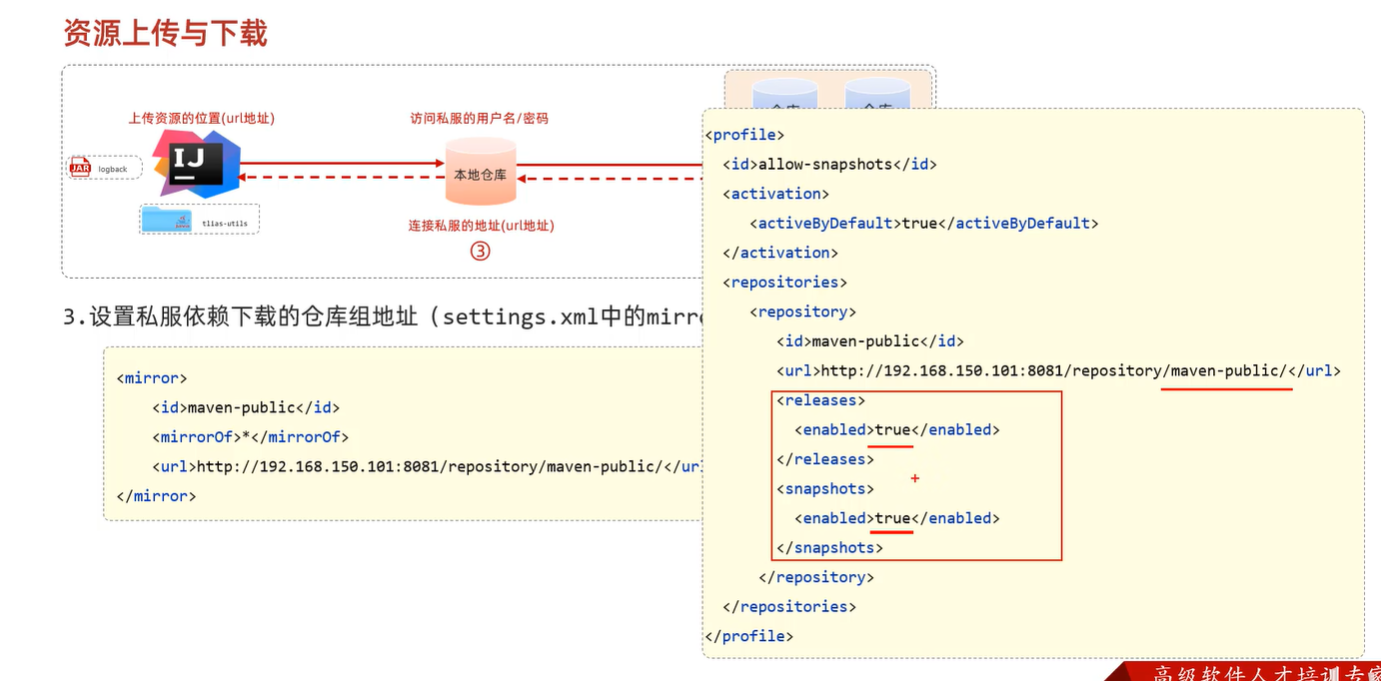 资源上传与下载
上传资源的位置(url地址)
访问私服的用户名/密码
仓库
仓库
JAR
logback
IJ
本地仓库
tlias-utils
连接私服的地址(url地址)
③
3.设置私服依赖下载的仓库组地址（settings.xml中的mirr
<mirror>
<id>maven-public</id>
<mirrorOf>*</mirrorOf>
<url>http://192.168.150.101:8081/repository/maven-public/</ur
</mirror>
<profile>
<id>allow-snapshots</id>
<activation>
<activeByDefault>true</activeByDefault>
</activation>
<repositories>
<repository>
<id>maven-public</id>
<url>http://192.168.150.101:8081/repository/maven-public/</url>
<releases>
<enabled>true</enabled>
</releases>
<snapshots>
<enabled>true</enabled>
</snapshots>
</repository>
</repositories>
</profile>
高级软件人才培训专家